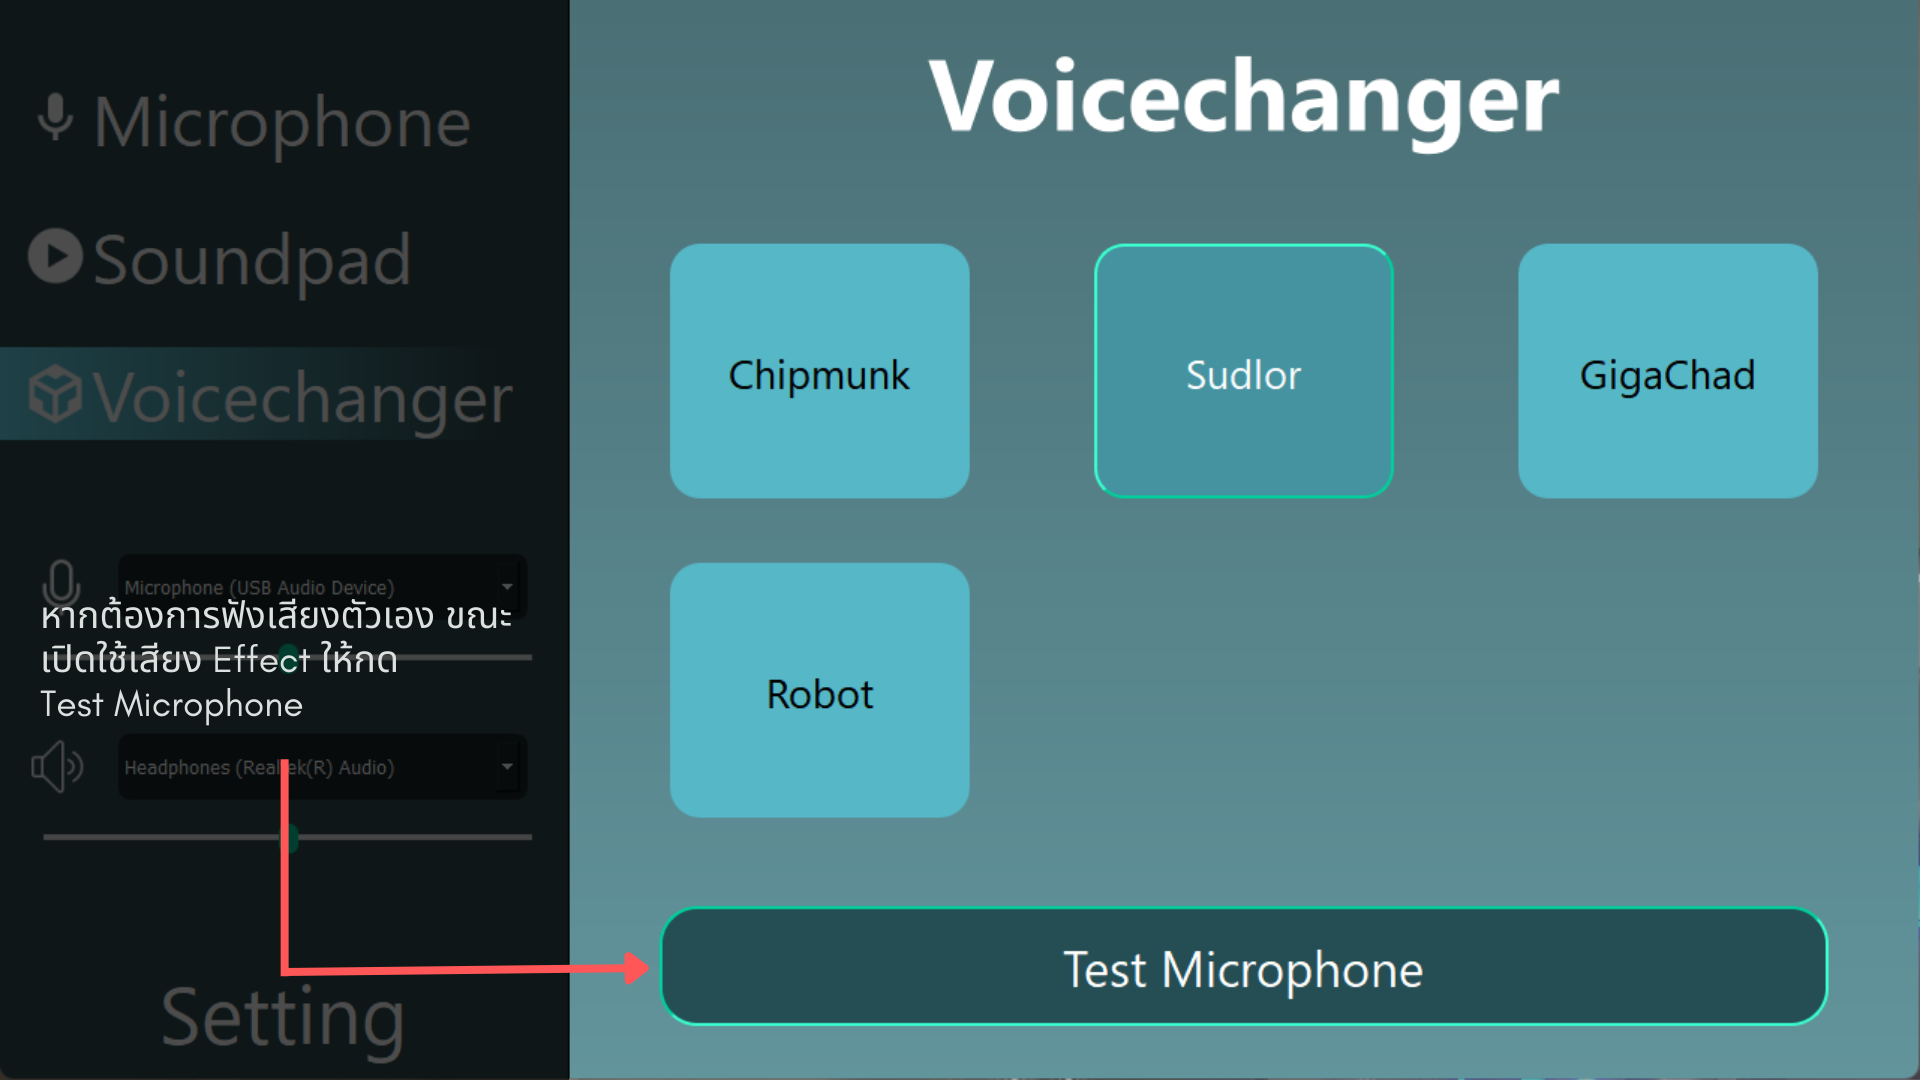 Microphone
Soundpad
Voicechanger
Microphone (USB Audio Device)
หากต้องการฟังเสียงตัวเอง ขณะ
เปิดใช้เสียง Effect ให้กด
Test Microphone
Headphones (Realtek(R) Audio)
Setting
Voicechanger
Chipmunk
Sudlor
GigaChad
Robot
Test Microphone